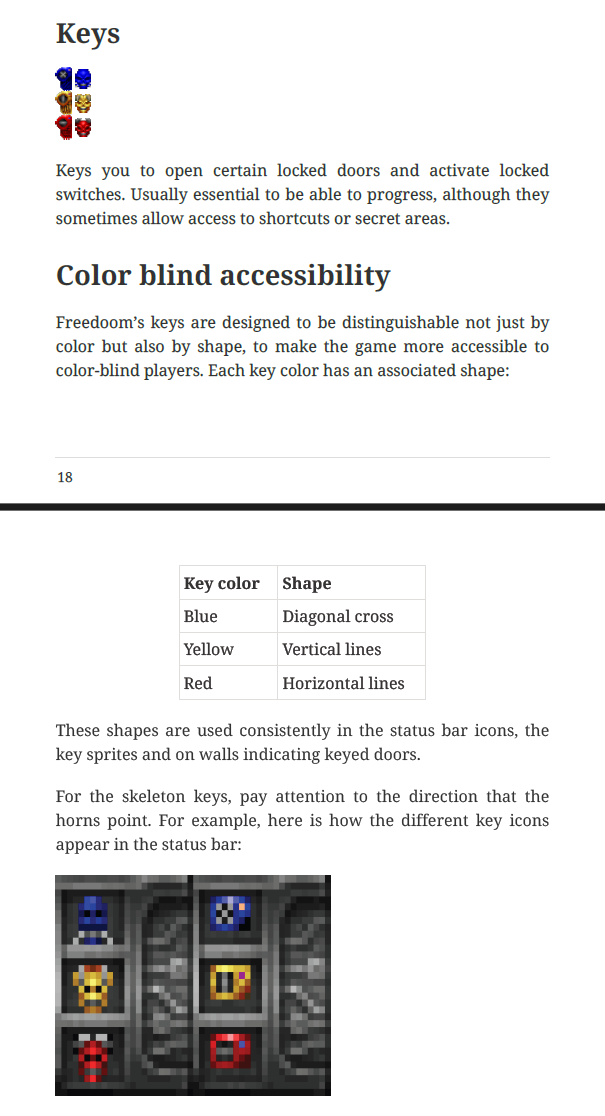 Keys
Keys you to open certain locked doors and activate locked
switches. Usually essential to be able to progress, although they
sometimes allow access to shortcuts or secret areas.
Color blind accessibility
Freedoom’s keys are designed to be distinguishable not just by
color but also by shape, to make the game more accessible to
color-blind players. Each key color has an associated shape:
18
Key color Shape
Blue Diagonal cross
Yellow Vertical lines
Red Horizontal lines
These shapes are used consistently in the status bar icons, the
key sprites and on walls indicating keyed doors.
For the skeleton keys, pay attention to the direction that the
horns point. For example, here is how the different key icons
appear in the status bar: